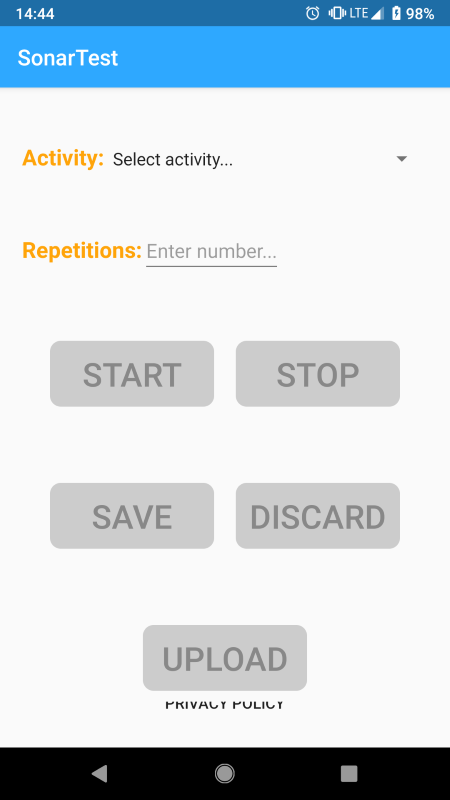 14:44 LTE 98%
SonarTest
Activity: Select activity...
Repetitions: Enter number...
START STOP
SAVE DISCARD
UPLOAD
PRIVACY POLICY